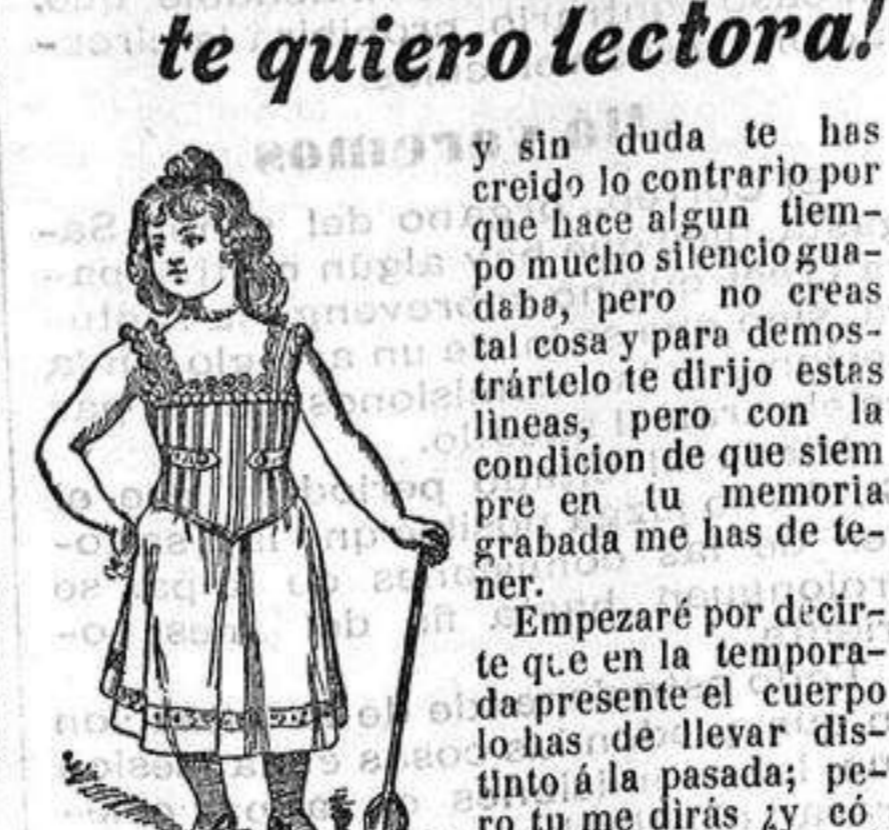 te quiero lectora!
y sin duda te has
creido lo contrario por
que hace algun tiem-
po mucho silencio gua-
daba, pero no creas
tal cosa y para demos-
trártelo te dirijo estas
lineas, pero con la
condicion de que siem
pre en tu memoria
grabada me has de te-
ner.
Empezaré por decir-
te que en la tempora-
da presente el cuerpo
lo has de llevar dis-
tinto á la pasada; pe-
ro tu me dirás ¿y có